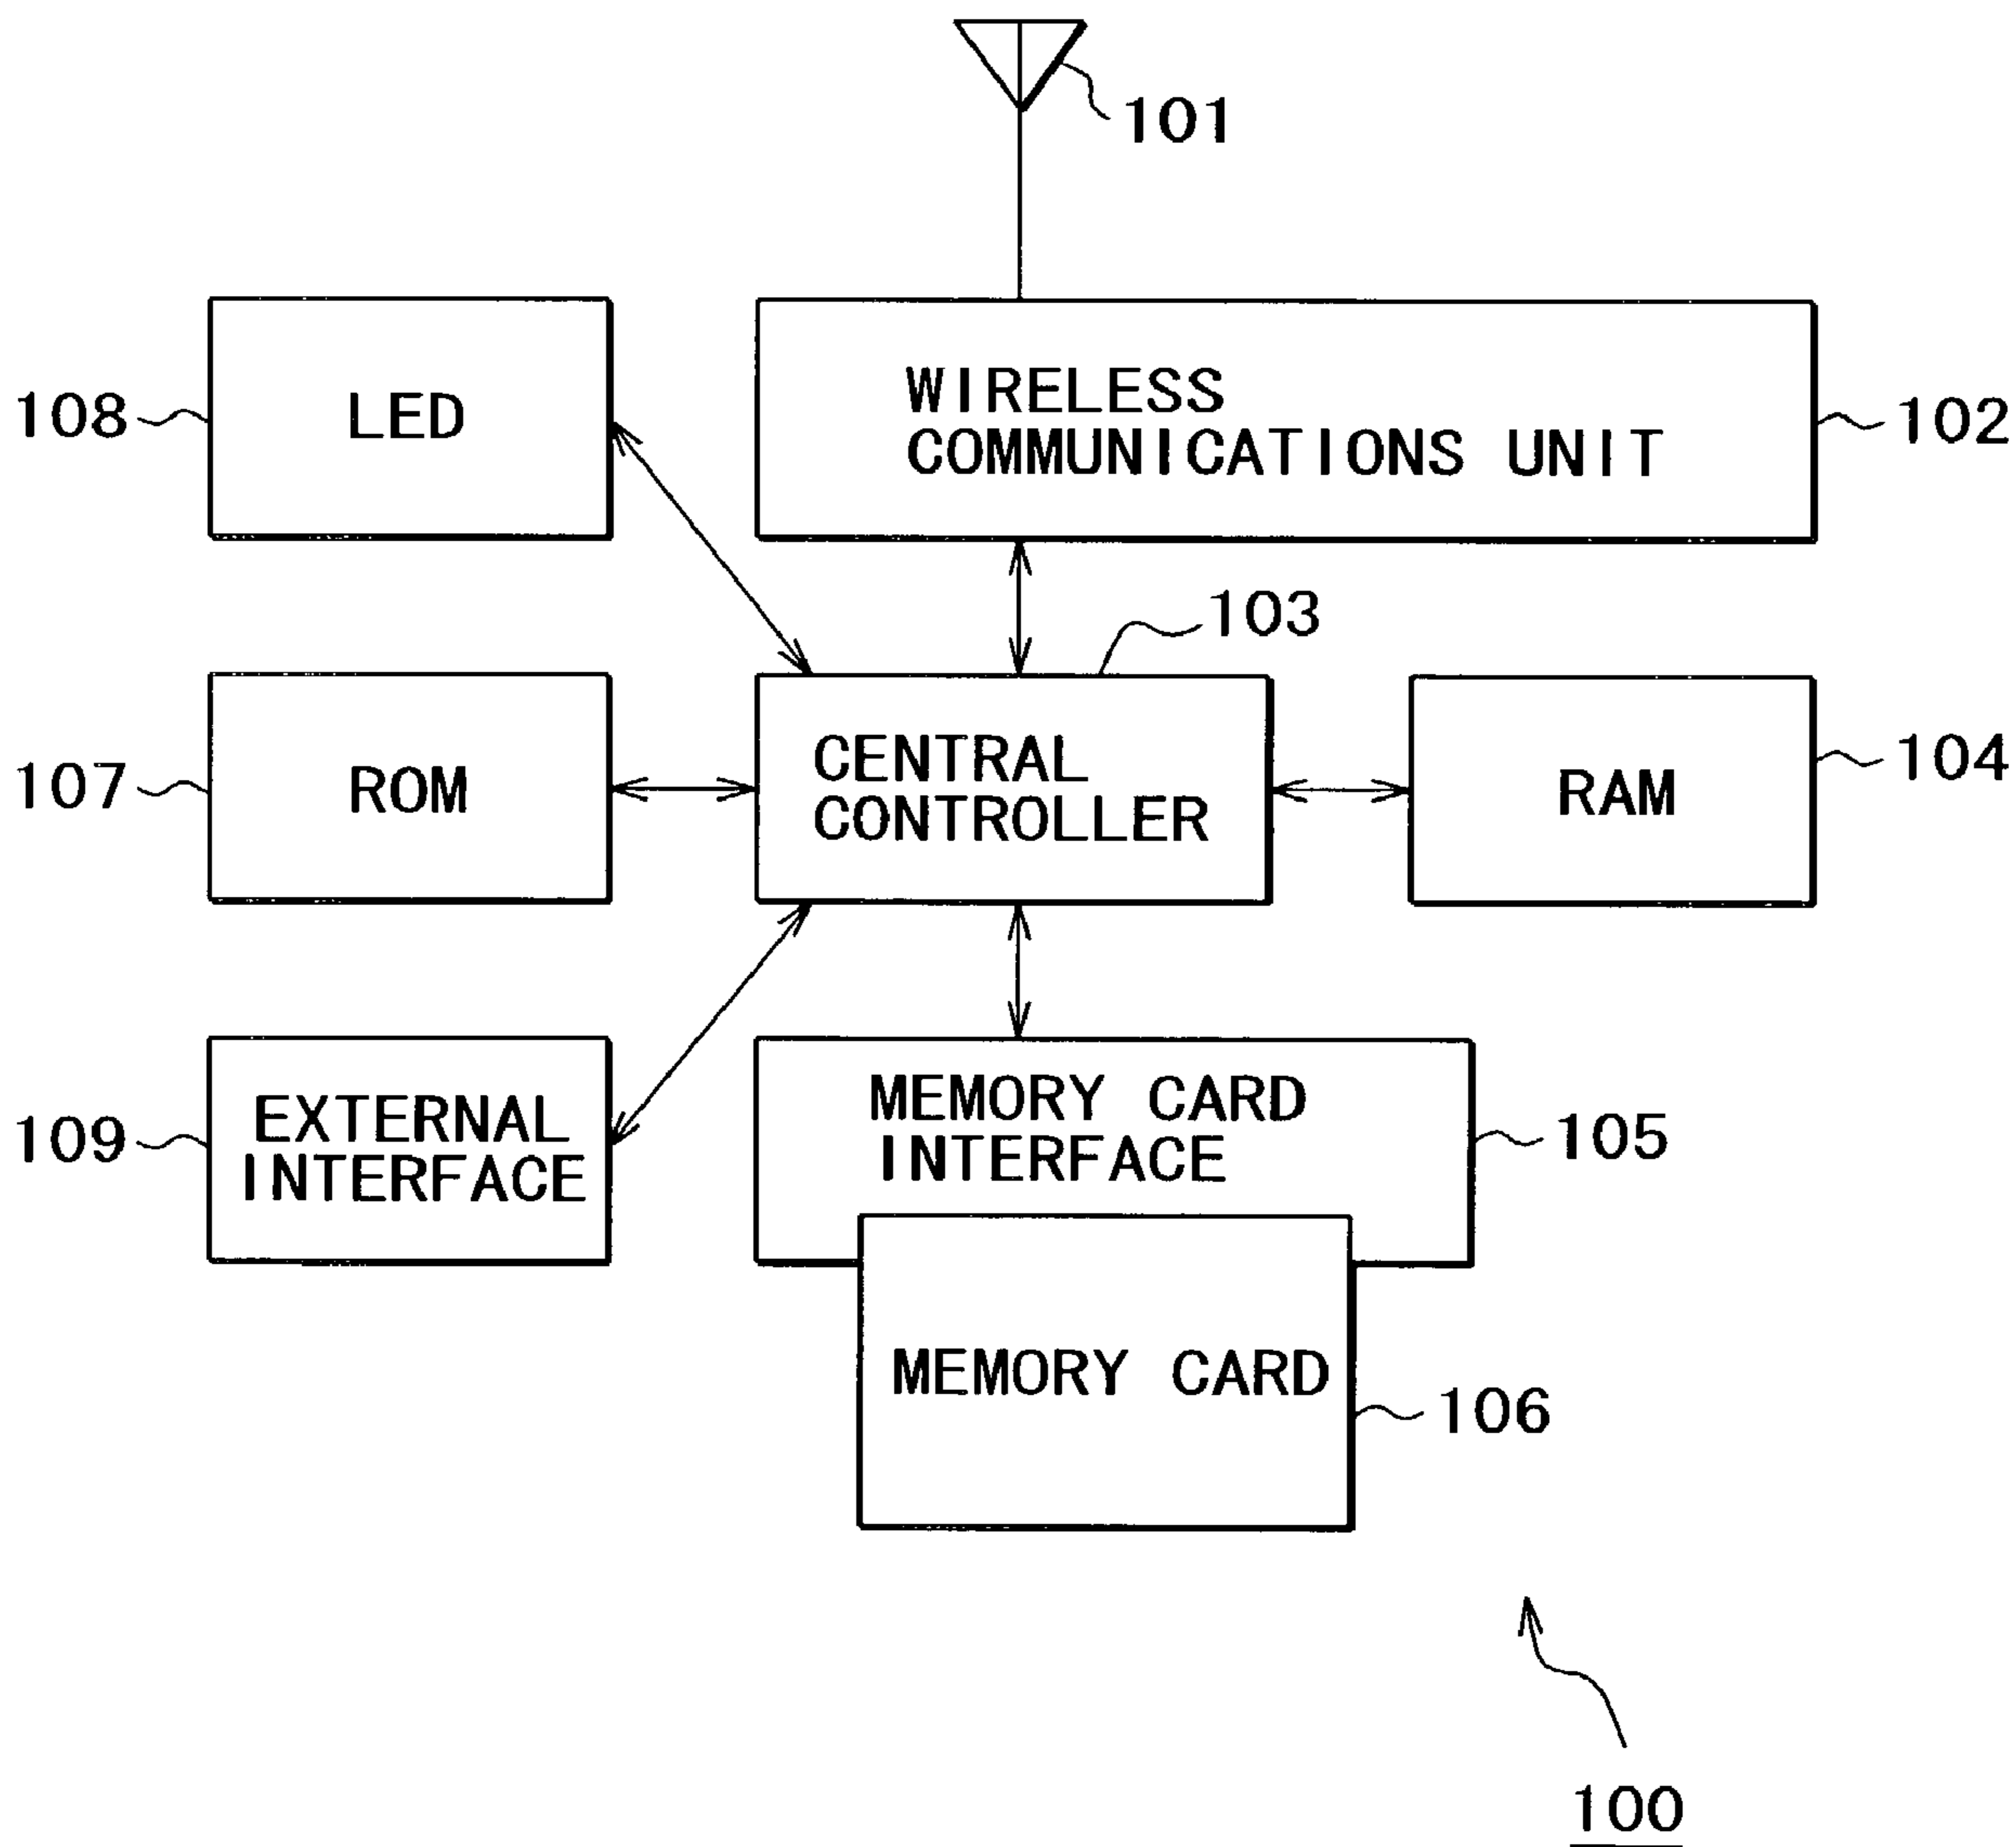 101
108
LED
WIRELESS
COMMUNICATIONS UNIT
102
103
107
ROM
CENTRAL
CONTROLLER
RAM
104
109
EXTERNAL
INTERFACE
MEMORY CARD
INTERFACE
105
MEMORY CARD
106
100